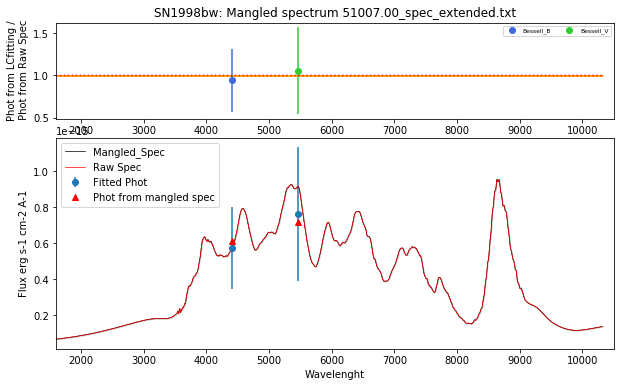 SN1998bw: Mangled spectrum 51007.00_spec_extended.txt
Phot from LCfitting /
Phot from Raw Spec
1.5
1.0
0.5
Bessell_B
Bessell_V
2000 3000 4000 5000 6000 7000 8000 9000 10000
Flux erg s-1 cm-2 A-1
1.0
0.8
0.6
0.4
0.2
Mangled_Spec
Raw Spec
Fitted Phot
Phot from mangled spec
2000 3000 4000 5000 6000 7000 8000 9000 10000
Wavelenght